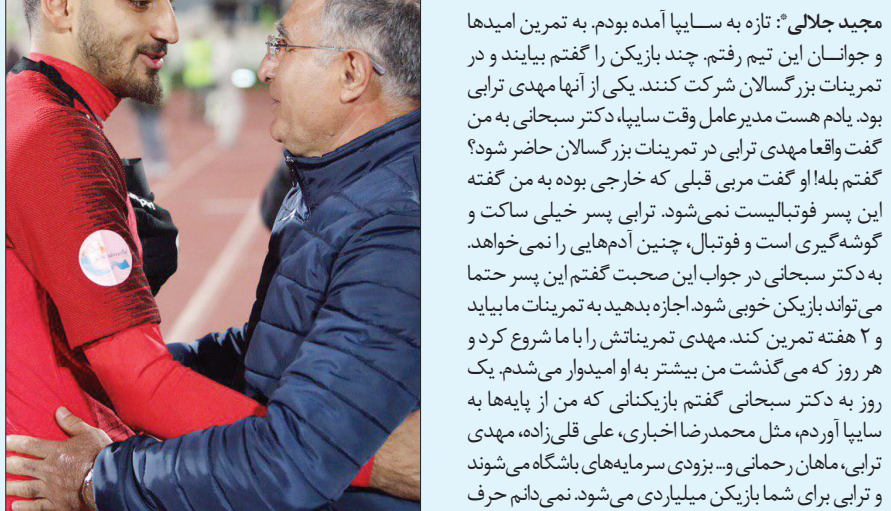 مجید جلالی*: تازه به سایپا آمده بودم. به تمرین امیدها
و جوانان این تیم رفتم. چند بازیکن را گفتم بیایند و در
تمرینات بزرگسالان شرکت کنند. یکی از آنها مهدی ترابی
بود. یادم هست مدیرعامل وقت سایپا، دکتر سبحانی به من
گفت واقعا مهدی ترابی در تمرینات بزرگسالان حاضر شود؟
گفتم بله! او گفت مربی قبلی که خارجی بوده به من گفته
این پسر فوتبالیست نمی‌شود. ترابی پسر خیلی ساکت و
گوشه‌گیری است و فوتبال، چنین آدم‌هایی را نمی‌خواهد.
به دکتر سبحانی در جواب این صحبت گفتم این پسر حتما
می‌تواند بازیکن خوبی شود. اجازه بدهید به تمرینات ما بیاید
و ۲ هفته تمرین کند. مهدی تمریناتش را با ما شروع کرد و
هر روز که می‌گذشت من بیشتر به او امیدوار می‌شدم. یک
روز به دکتر سبحانی گفتم بازیکنانی که من از پایه‌ها به
سایپا آوردم، مثل محمدرضا اخباری، علی قلی‌زاده، مهدی
ترابی، ماهان رحمانی و... بزودی سرمایه‌های باشگاه می‌شوند
و ترابی برای شما بازیکن میلیاردی می‌شود. نمی‌دانم حرف